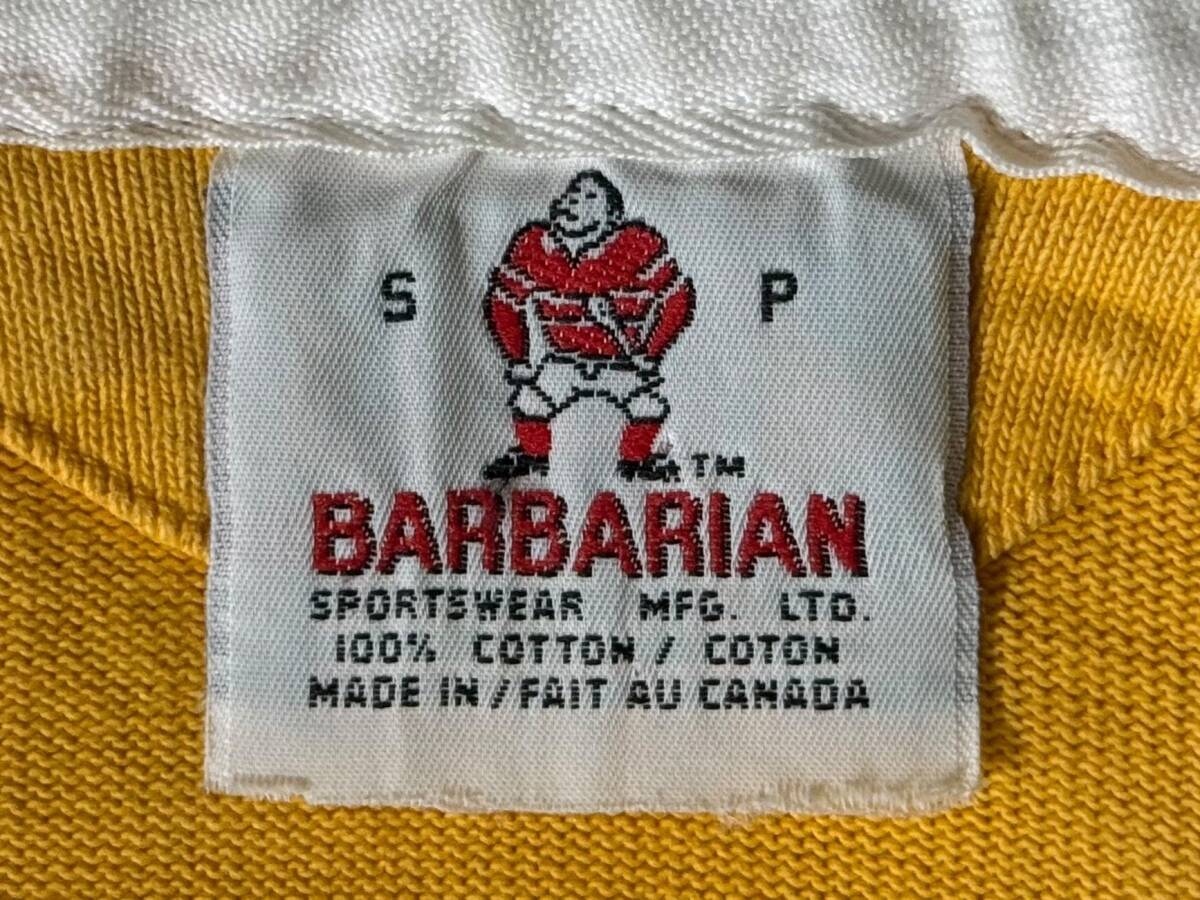 S P
TM
BARBARIAN
SPORTSWEAR MFG. LTD.
100% COTTON / COTON
MADE IN / FAIT AU CANADA